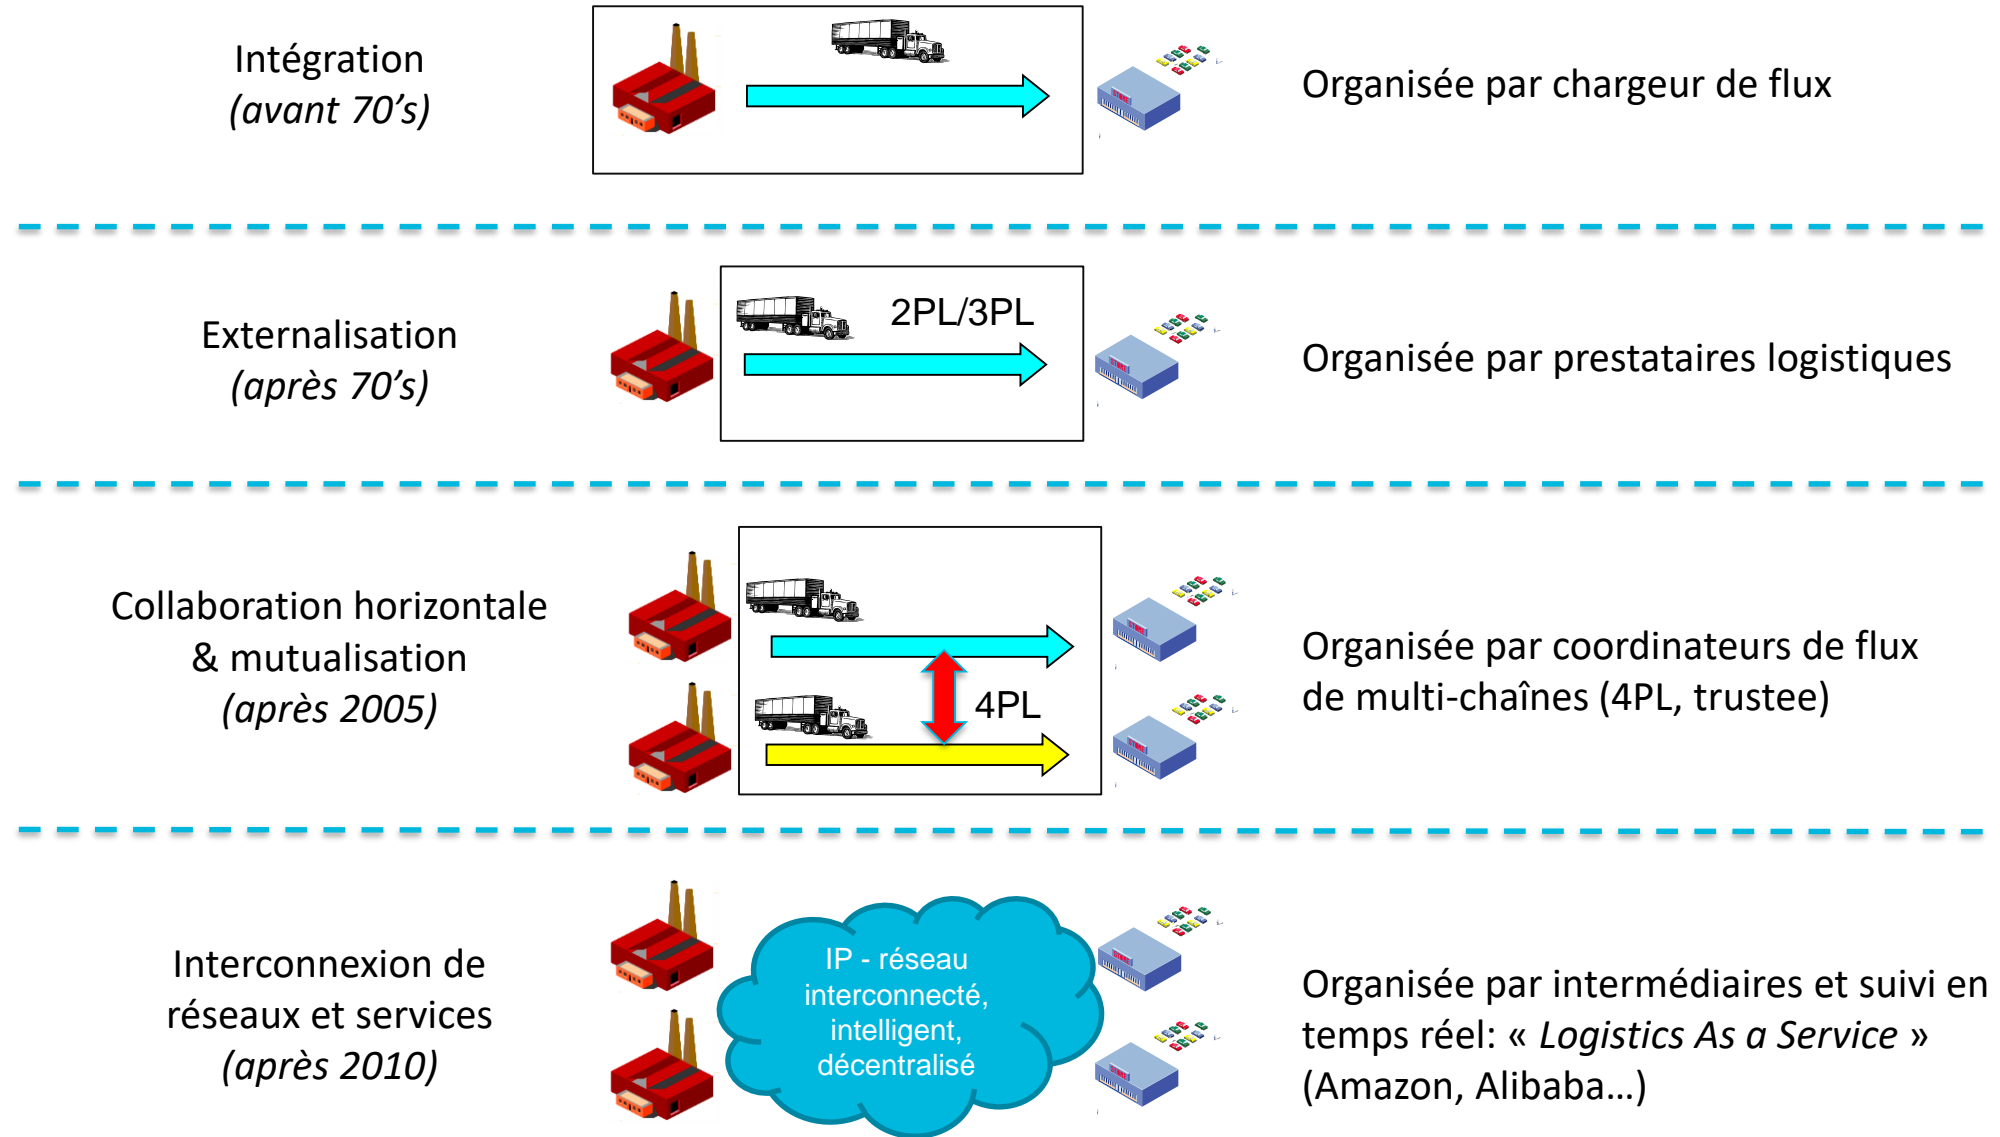 Intégration
(avant 70’s)
Organisée par chargeur de flux
Externalisation
(après 70’s)
2PL/3PL
Organisée par prestataires logistiques
Collaboration horizontale
& mutualisation
(après 2005)
4PL
Organisée par coordinateurs de flux
de multi-chaînes (4PL, trustee)
Interconnexion de
réseaux et services
(après 2010)
IP - réseau
interconnecté,
intelligent,
décentralisé
Organisée par intermédiaires et suivi en
temps réel: « Logistics As a Service »
(Amazon, Alibaba…)